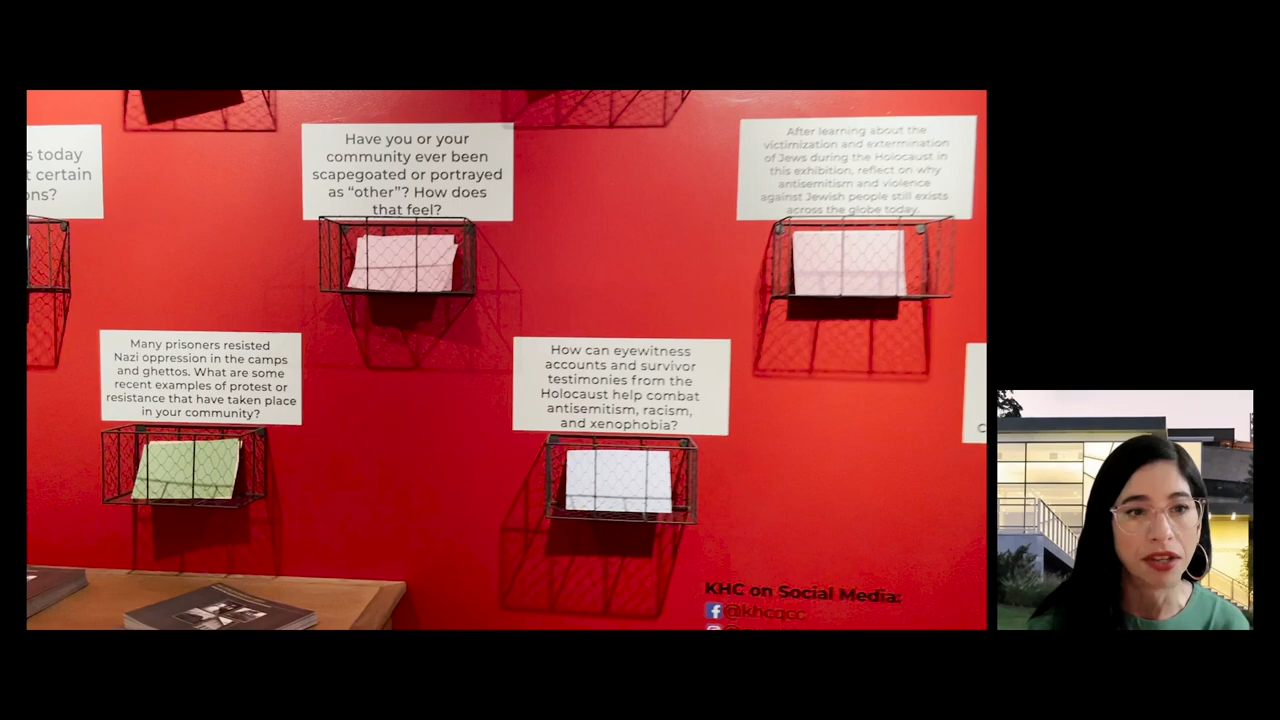 s today
t certain
ons?
Have you or your
community ever been
scapegoated or portrayed
as “other”? How does
that feel?
After learning about the
victimization and extermination
of Jews during the Holocaust in
this exhibition, reflect on why
antisemitism and violence
against Jewish people still exists
across the globe today.
Many prisoners resisted
Nazi oppression in the camps
and ghettos. What are some
recent examples of protest or
resistance that have taken place
in your community?
How can eyewitness
accounts and survivor
testimonies from the
Holocaust help combat
antisemitism, racism,
and xenophobia?
KHC on Social Media:
@khcqcc